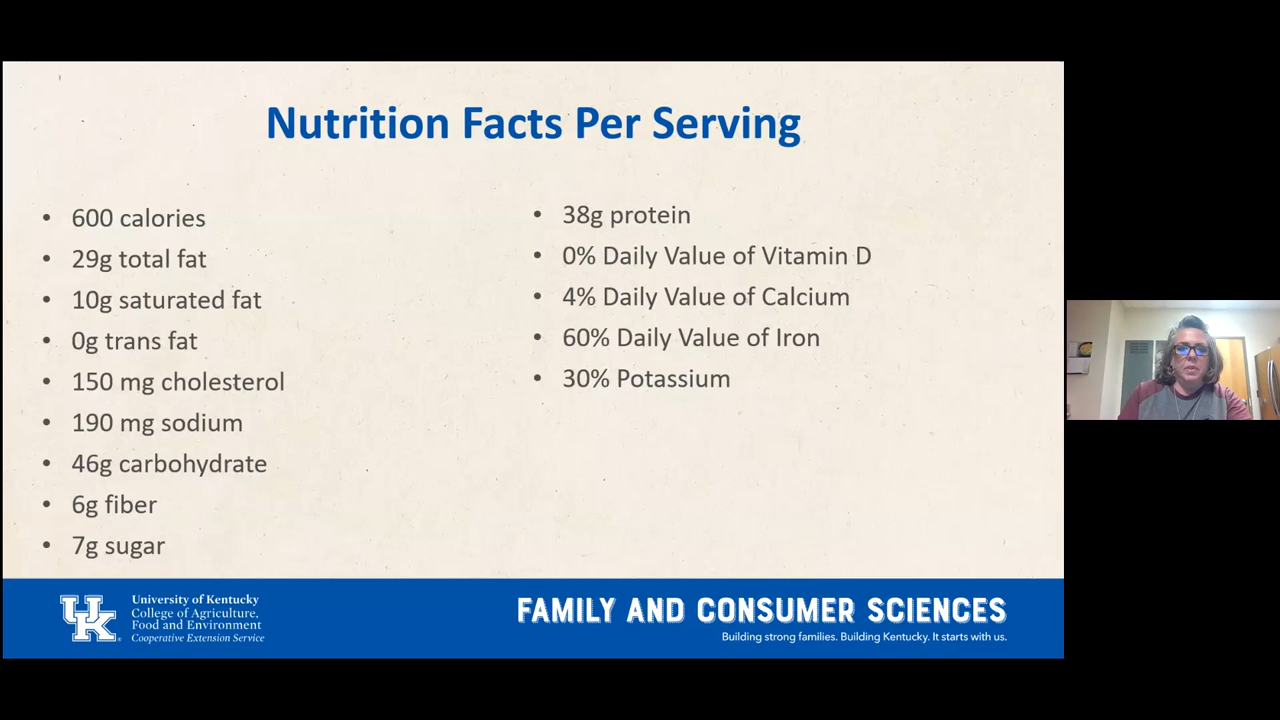 Nutrition Facts Per Serving
• 600 calories
• 29g total fat
• 10g saturated fat
• 0g trans fat
• 150 mg cholesterol
• 190 mg sodium
• 46g carbohydrate
• 6g fiber
• 7g sugar
• 38g protein
• 0% Daily Value of Vitamin D
• 4% Daily Value of Calcium
• 60% Daily Value of Iron
• 30% Potassium
UK
University of Kentucky
College of Agriculture,
Food and Environment
Cooperative Extension Service
FAMILY AND CONSUMER SCIENCES
Building strong families. Building Kentucky. It starts with us.